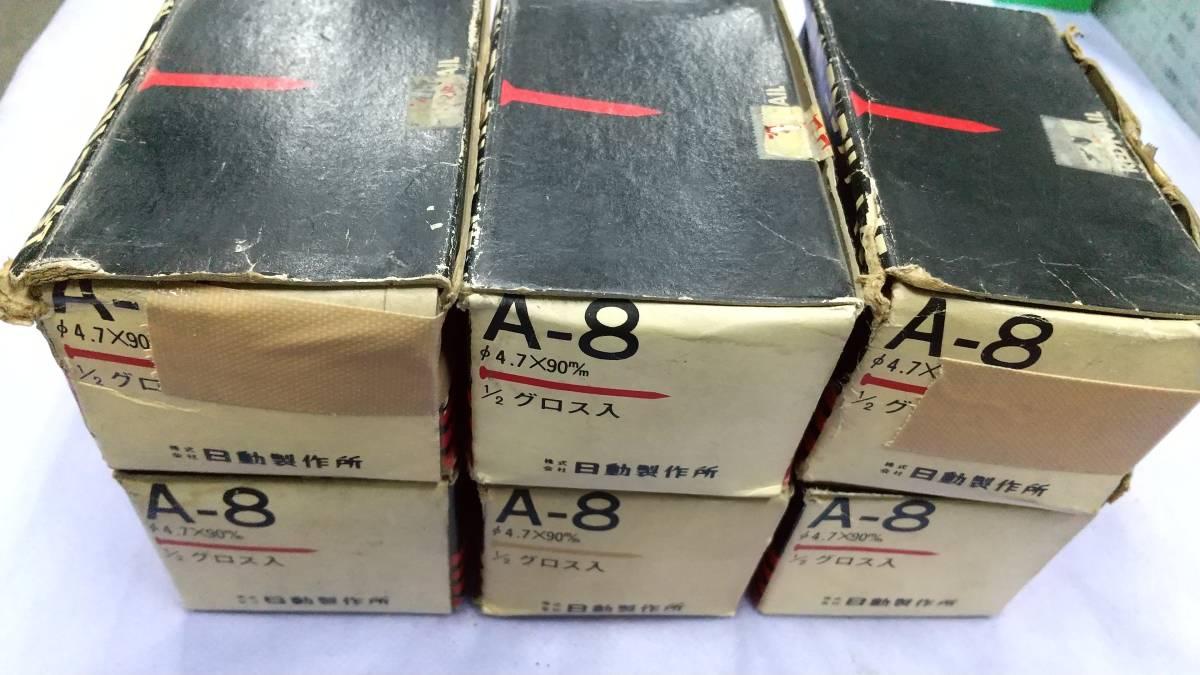 A-
φ4.7×90
1/2 グロ
株式会社 日動製作所
A-8
φ4.7×90m/m
1/2 グロス入
株式会社 日動製作所
A-8
φ4.7×
1/2 グ
株式会社 日動製作所
A-8
φ4.7×90m/m
1/2 グロス入
日動製作所
A-8
φ4.7×90m/m
1/2 グロス入
日動製作所
A-8
φ4.7×90m/m
1/2 グロス入
日動製作所